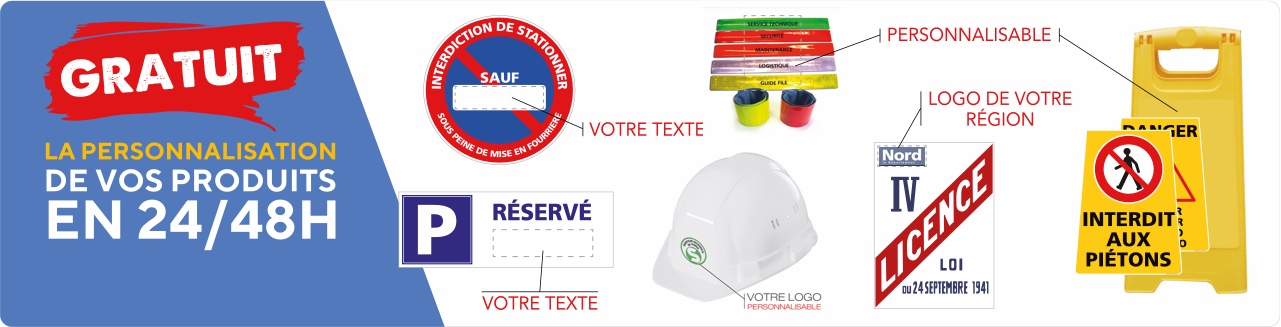 GRATUIT
LA PERSONNALISATION
DE VOS PRODUITS
EN 24/48H
INTERDICTION DE STATIONNER
SAUF
SOUS PEINE DE MISE EN FOURRIERE
VOTRE TEXTE
P
RÉSERVÉ
VOTRE TEXTE
SERVICE TECHNIQUE
SECURITE
MAINTENANCE
LOGISTIQUE
GUIDE FILE
PERSONNALISABLE
VOTRE LOGO
PERSONNALISABLE
LOGO DE VOTRE
RÉGION
Nord
IV
LICENCE
LOI
DU 24 SEPTEMBRE 1941
DANGER
INTERDIT
AUX
PIÉTONS